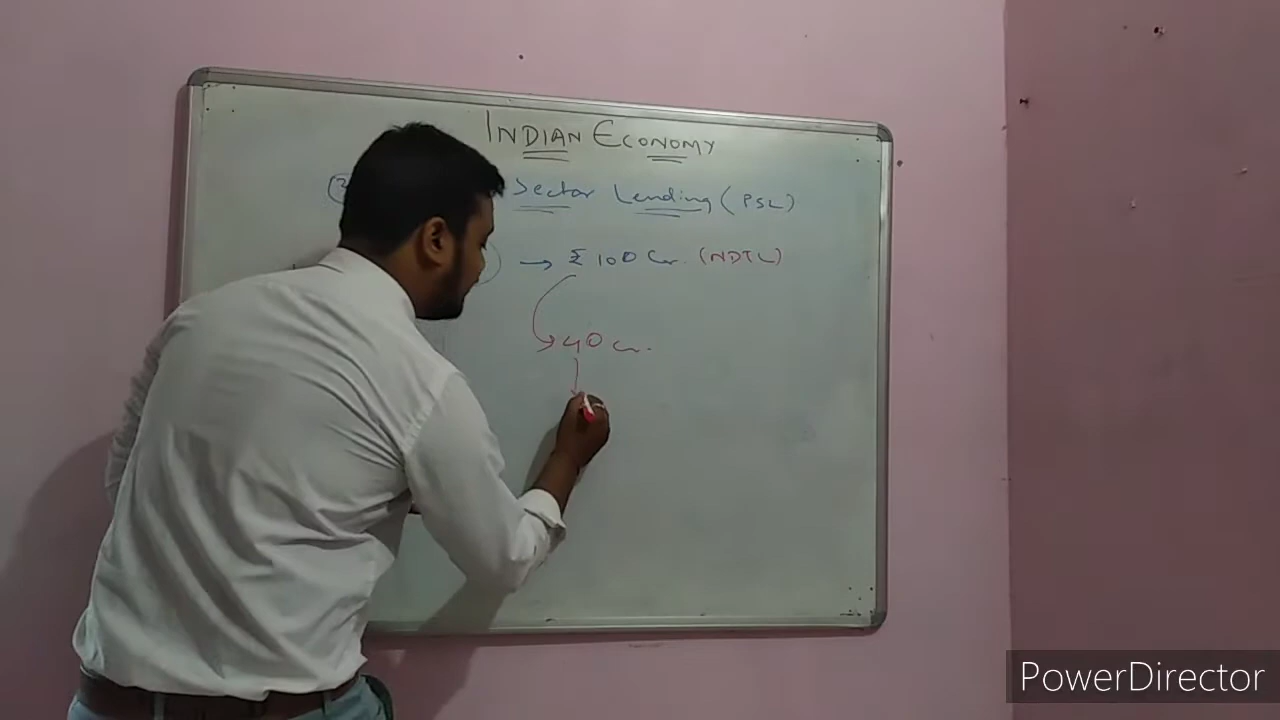 INDIAN ECONOMY
Sector Lending (PSL)
→ ₹ 100 Cr. (NDTL)
40 Cr.
PowerDirector